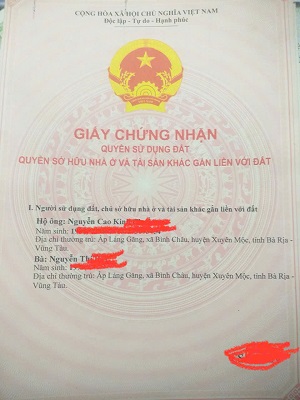 CỘNG HÒA XÃ HỘI CHỦ NGHĨA VIỆT NAM
Độc lập - Tự do - Hạnh phúc
GIẤY CHỨNG NHẬN
QUYỀN SỬ DỤNG ĐẤT
QUYỀN SỞ HỮU NHÀ Ở VÀ TÀI SẢN KHÁC GẮN LIỀN VỚI ĐẤT
I. Người sử dụng đất, chủ sở hữu nhà ở và tài sản khác gắn liền với đất
Hộ ông: Nguyễn Cao
Năm sinh:
Địa chỉ thường trú: Ấp Láng Găng, xã Bình Châu, huyện Xuyên Mộc, tỉnh Bà Rịa -
Vũng Tàu.
Bà: Nguyễn
Năm sinh:
Địa chỉ thường trú: Ấp Láng Găng, xã Bình Châu, huyện Xuyên Mộc, tỉnh Bà Rịa -
Vũng Tàu.